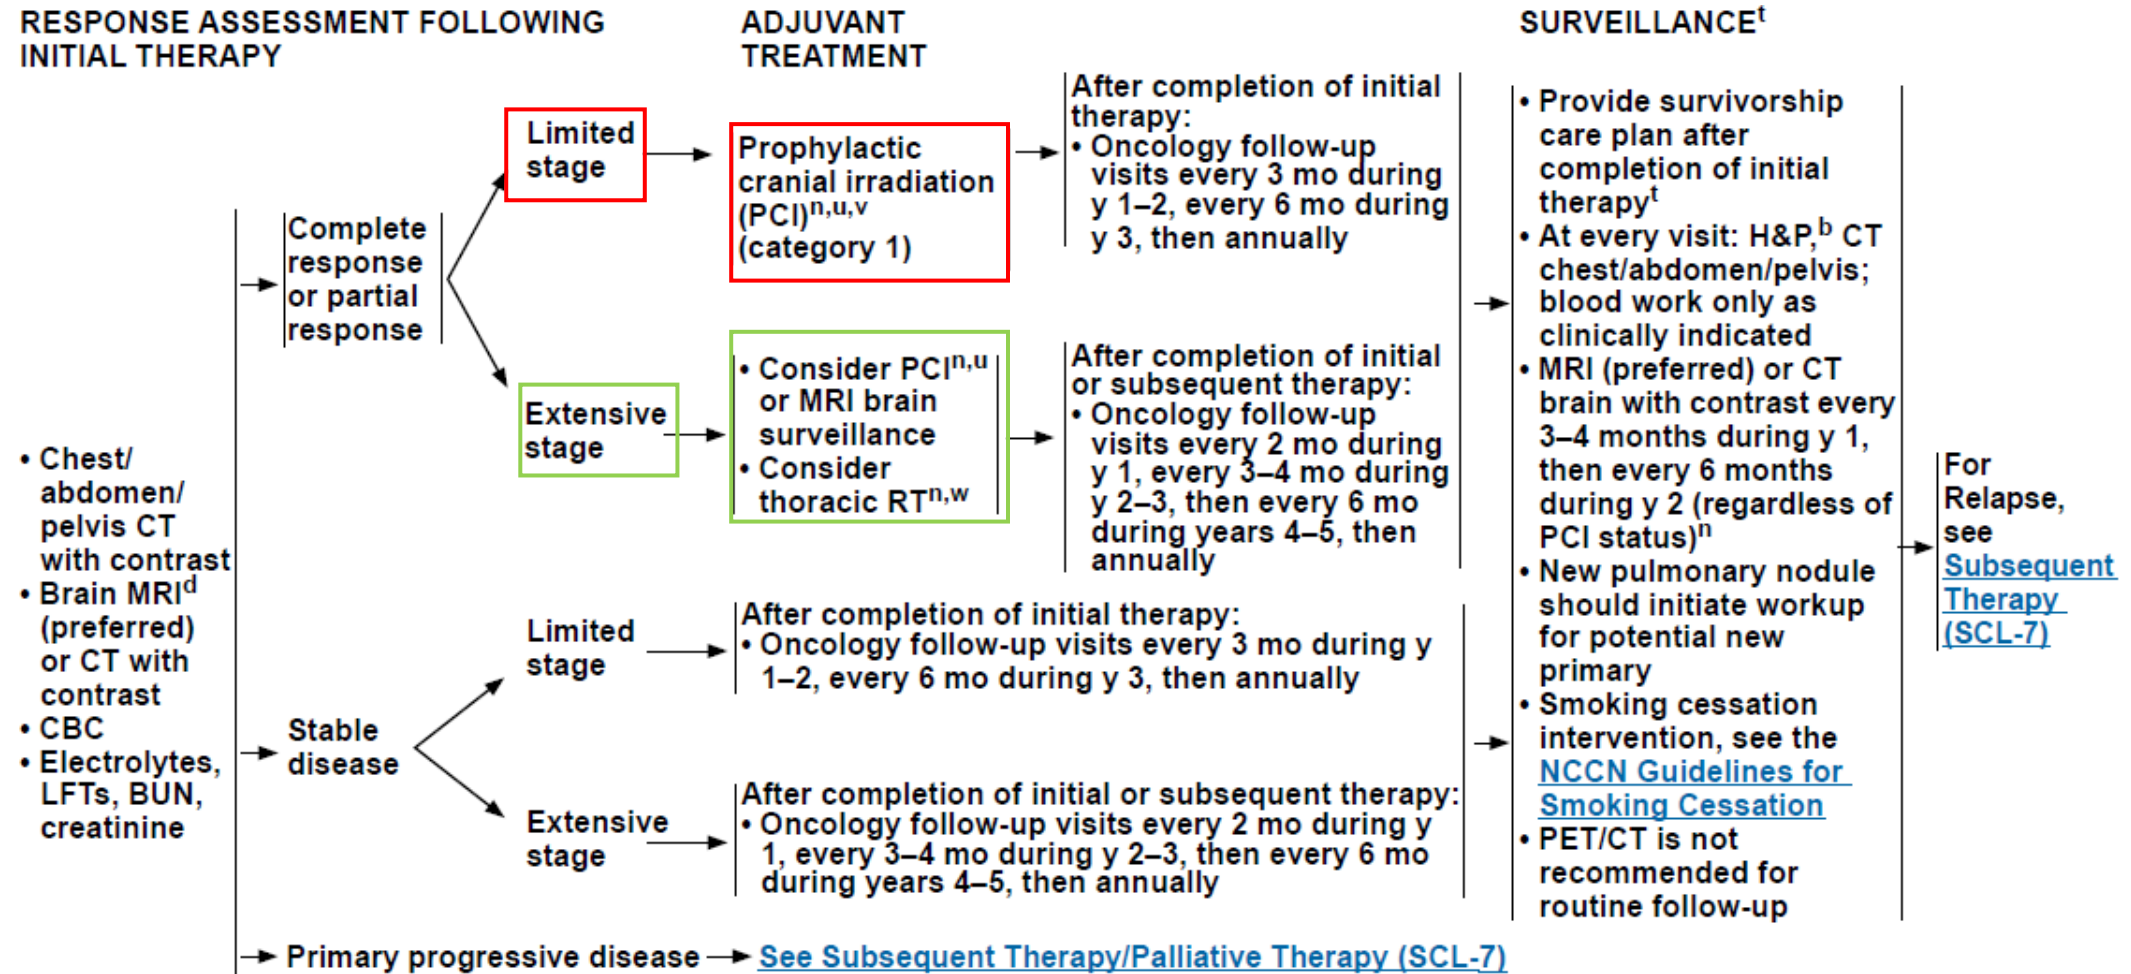 RESPONSE ASSESSMENT FOLLOWING
INITIAL THERAPY
• Chest/
abdomen/
pelvis CT
with contrast
• Brain MRIᵈ
(preferred)
or CT with
contrast
• CBC
• Electrolytes,
LFTs, BUN,
creatinine
Complete
response
or partial
response
Limited
stage
Extensive
stage
Stable
disease
Limited
stage
Extensive
stage
Primary progressive disease
See Subsequent Therapy/Palliative Therapy (SCL-7)
ADJUVANT
TREATMENT
Prophylactic
cranial irradiation
(PCI)ⁿ,ᵘ,ᵛ
(category 1)
After completion of initial
therapy:
• Oncology follow-up
visits every 3 mo during
y 1–2, every 6 mo during
y 3, then annually
• Consider PCIⁿ,ᵘ
or MRI brain
surveillance
• Consider
thoracic RTⁿ,ʷ
After completion of initial
or subsequent therapy:
• Oncology follow-up
visits every 2 mo during
y 1, every 3–4 mo during
y 2–3, then every 6 mo
during years 4–5, then
annually
After completion of initial therapy:
• Oncology follow-up visits every 3 mo during y
1–2, every 6 mo during y 3, then annually
After completion of initial or subsequent therapy:
• Oncology follow-up visits every 2 mo during y
1, every 3–4 mo during y 2–3, then every 6 mo
during years 4–5, then annually
SURVEILLANCEᵗ
• Provide survivorship
care plan after
completion of initial
therapyᵗ
• At every visit: H&P,ᵇ CT
chest/abdomen/pelvis;
blood work only as
clinically indicated
• MRI (preferred) or CT
brain with contrast every
3–4 months during y 1,
then every 6 months
during y 2 (regardless of
PCI status)ⁿ
• New pulmonary nodule
should initiate workup
for potential new
primary
• Smoking cessation
intervention, see the
NCCN Guidelines for
Smoking Cessation
• PET/CT is not
recommended for
routine follow-up
For
Relapse,
see
Subsequent
Therapy
(SCL-7)